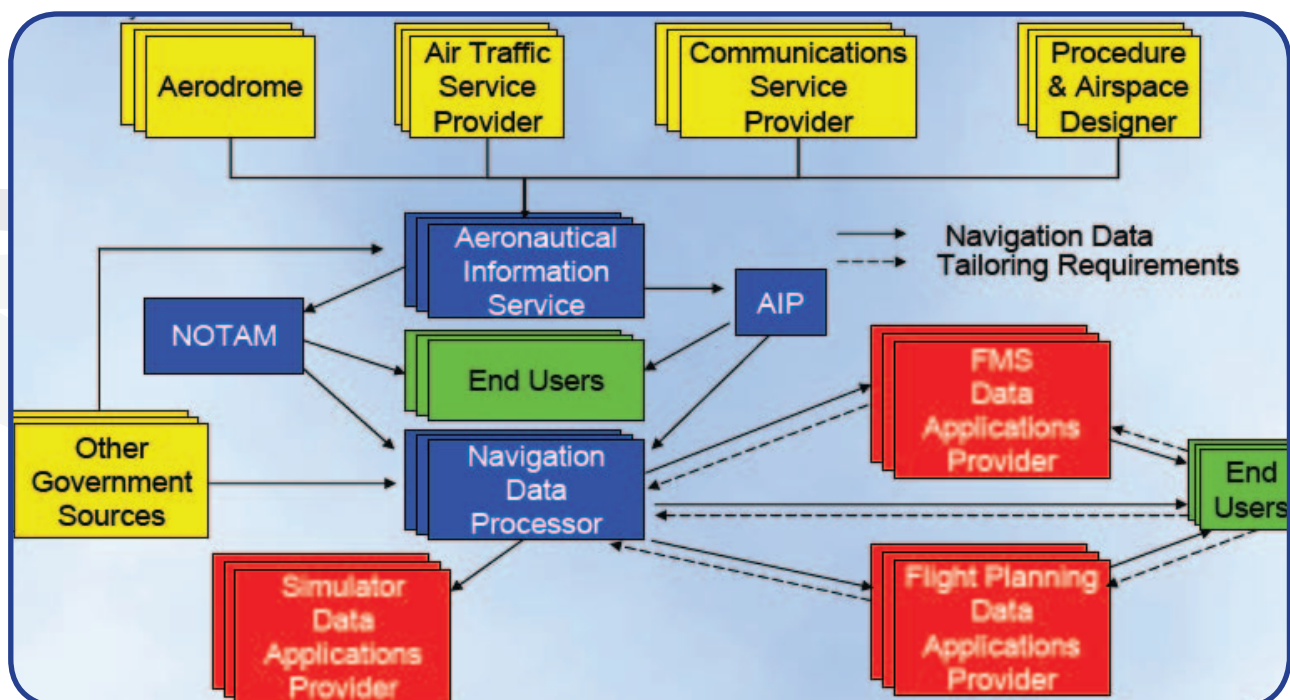 Aerodrome
Air Traffic
Service
Provider
Communications
Service
Provider
Procedure
& Airspace
Designer
Aeronautical
Information
Service
Navigation Data
Tailoring Requirements
NOTAM
AIP
End Users
FMS
Data
Applications
Provider
Other
Government
Sources
Navigation
Data
Processor
End
Users
Simulator
Data
Applications
Provider
Flight Planning
Data
Applications
Provider